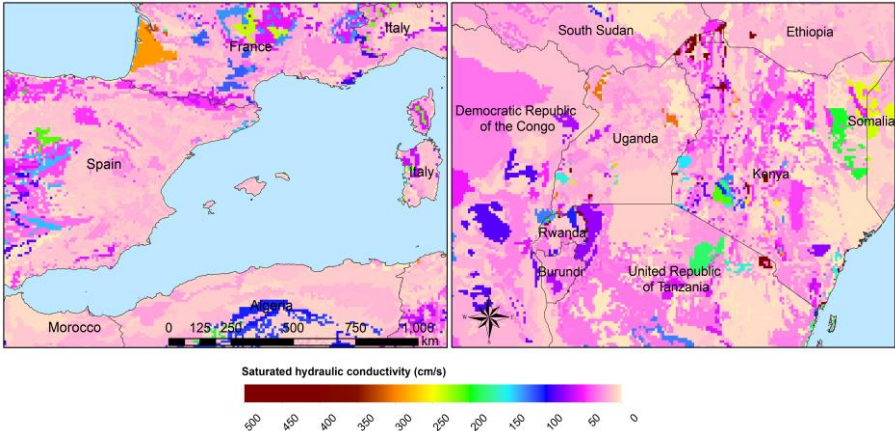 France
Italy
Spain
Italy
Algeria
Morocco
0 125 250 500 750 1.000
km
South Sudan
Ethiopia
Democratic Republic
of the Congo
Uganda
Somalia
Kenya
Rwanda
Burundi
United Republic
of Tanzania
N
Saturated hydraulic conductivity (cm/s)
500 450 400 350 300 250 200 150 100 50 0